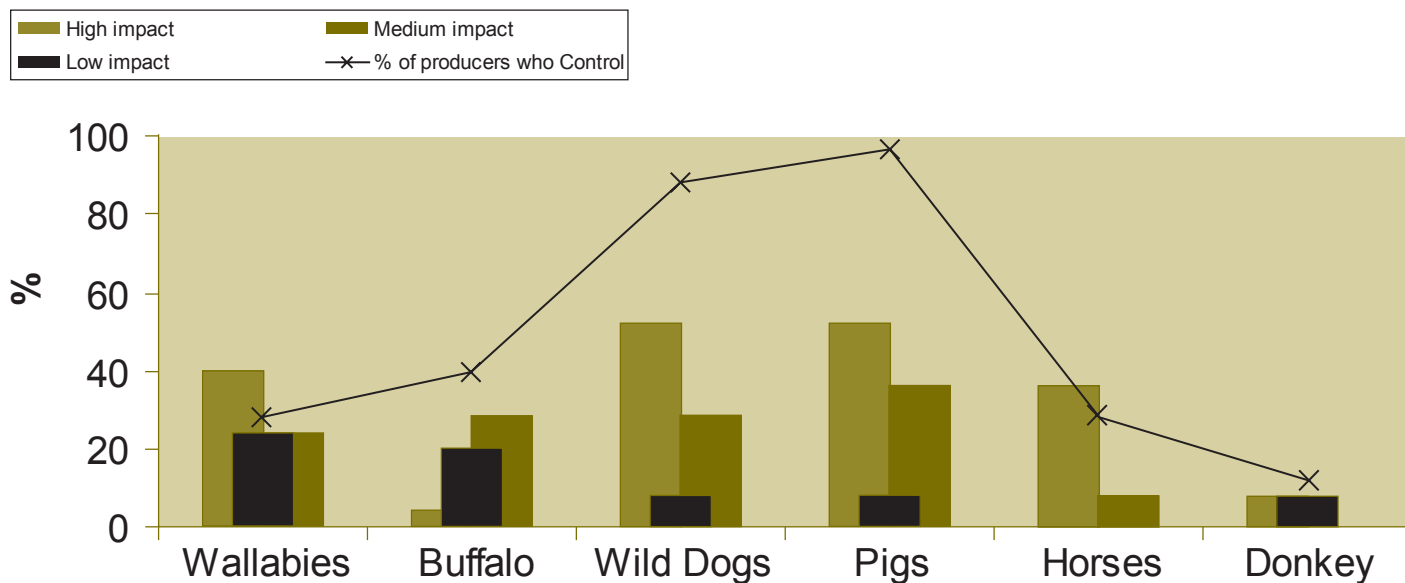 High impact Medium impact
Low impact % of producers who Control
100
80
60
40
20
0
%
Wallabies Buffalo Wild Dogs Pigs Horses Donkey